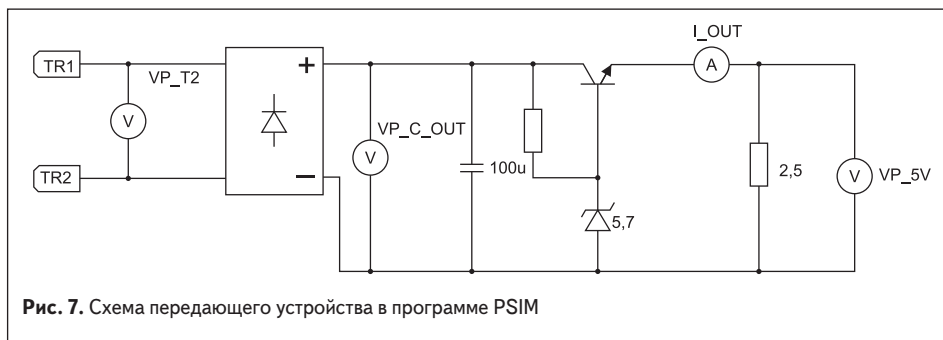 I_OUT
TR1
VP_T2
+
A
V
VP_C_OUT
V
100u
2,5
V
VP_5V
TR2
–
5,7
Рис. 7. Схема передающего устройства в программе PSIM